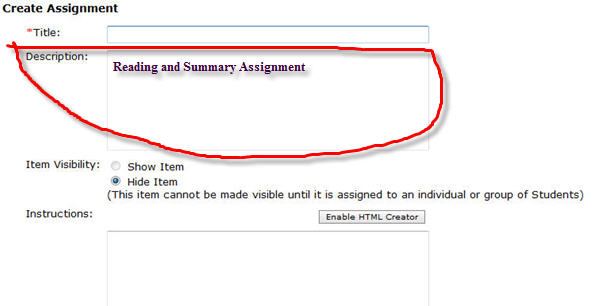 Create Assignment
*Title:
Description:
Reading and Summary Assignment
Item Visibility:
Show Item
Hide Item
(This item cannot be made visible until it is assigned to an individual or group of Students)
Instructions:
Enable HTML Creator